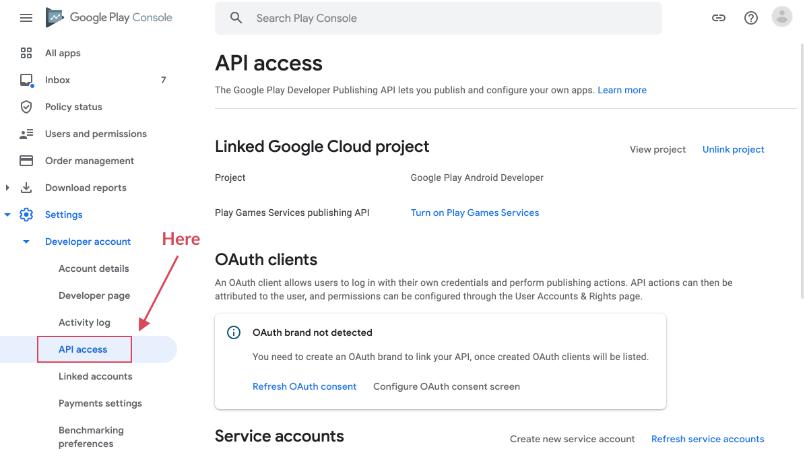 Google Play Console
Search Play Console
All apps
Inbox 7
Policy status
Users and permissions
Order management
Download reports
Settings
Developer account
Account details
Developer page
Activity log
API access
Linked accounts
Payments settings
Benchmarking
preferences
Here
API access
The Google Play Developer Publishing API lets you publish and configure your own apps. Learn more
Linked Google Cloud project
View project Unlink project
Project Google Play Android Developer
Play Games Services publishing API Turn on Play Games Services
OAuth clients
An OAuth client allows users to log in with their own credentials and perform publishing actions. API actions can then be
attributed to the user, and permissions can be configured through the User Accounts & Rights page.
OAuth brand not detected
You need to create an OAuth brand to link your API, once created OAuth clients will be listed.
Refresh OAuth consent Configure OAuth consent screen
Service accounts
Create new service account Refresh service accounts